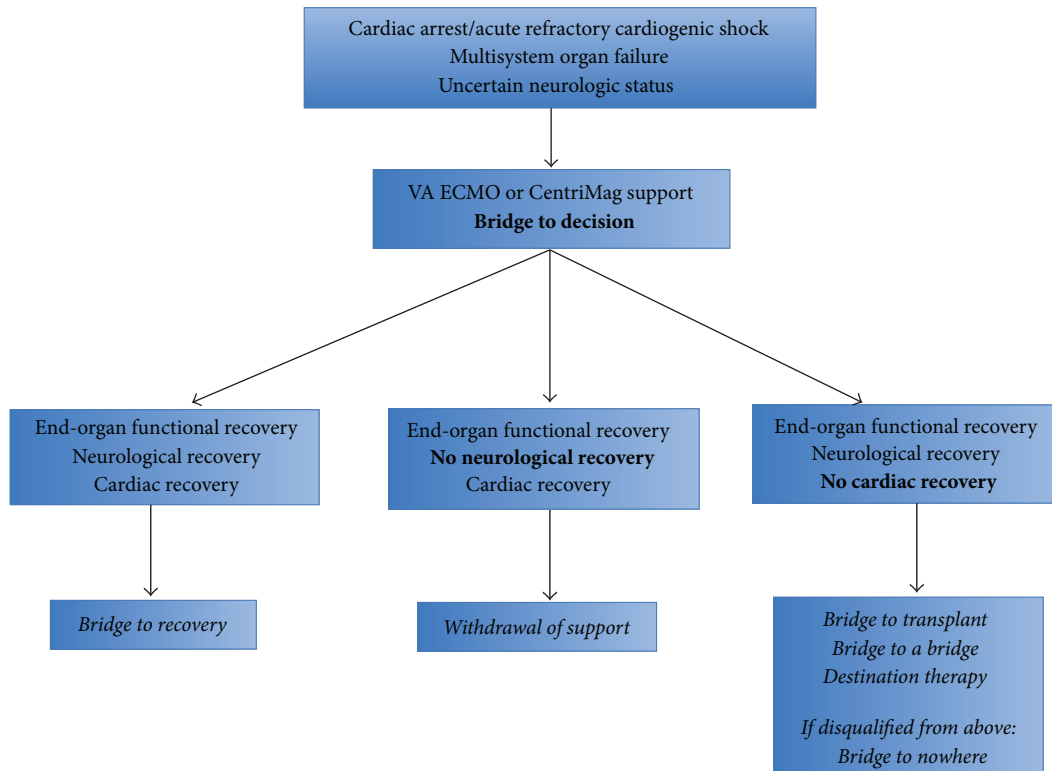 Cardiac arrest/acute refractory cardiogenic shock
Multisystem organ failure
Uncertain neurologic status
VA ECMO or CentriMag support
Bridge to decision
End-organ functional recovery
Neurological recovery
Cardiac recovery
End-organ functional recovery
No neurological recovery
Cardiac recovery
End-organ functional recovery
Neurological recovery
No cardiac recovery
Bridge to recovery
Withdrawal of support
Bridge to transplant
Bridge to a bridge
Destination therapy
If disqualified from above:
Bridge to nowhere